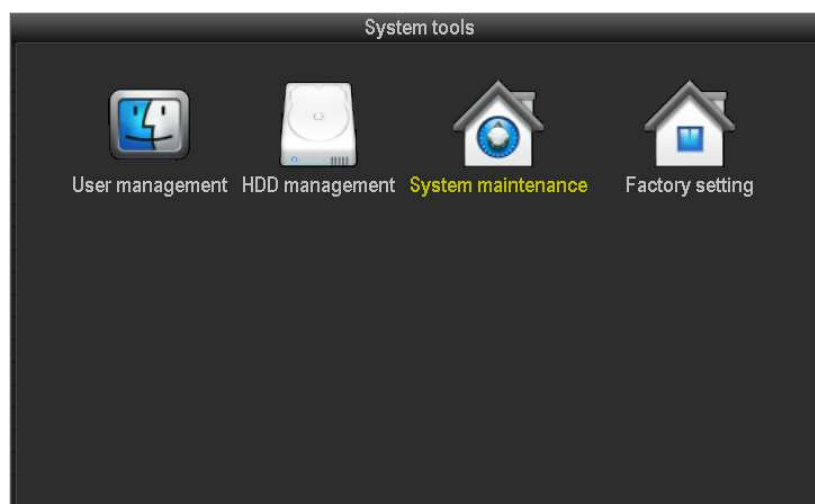 System tools
User management HDD management System maintenance Factory setting